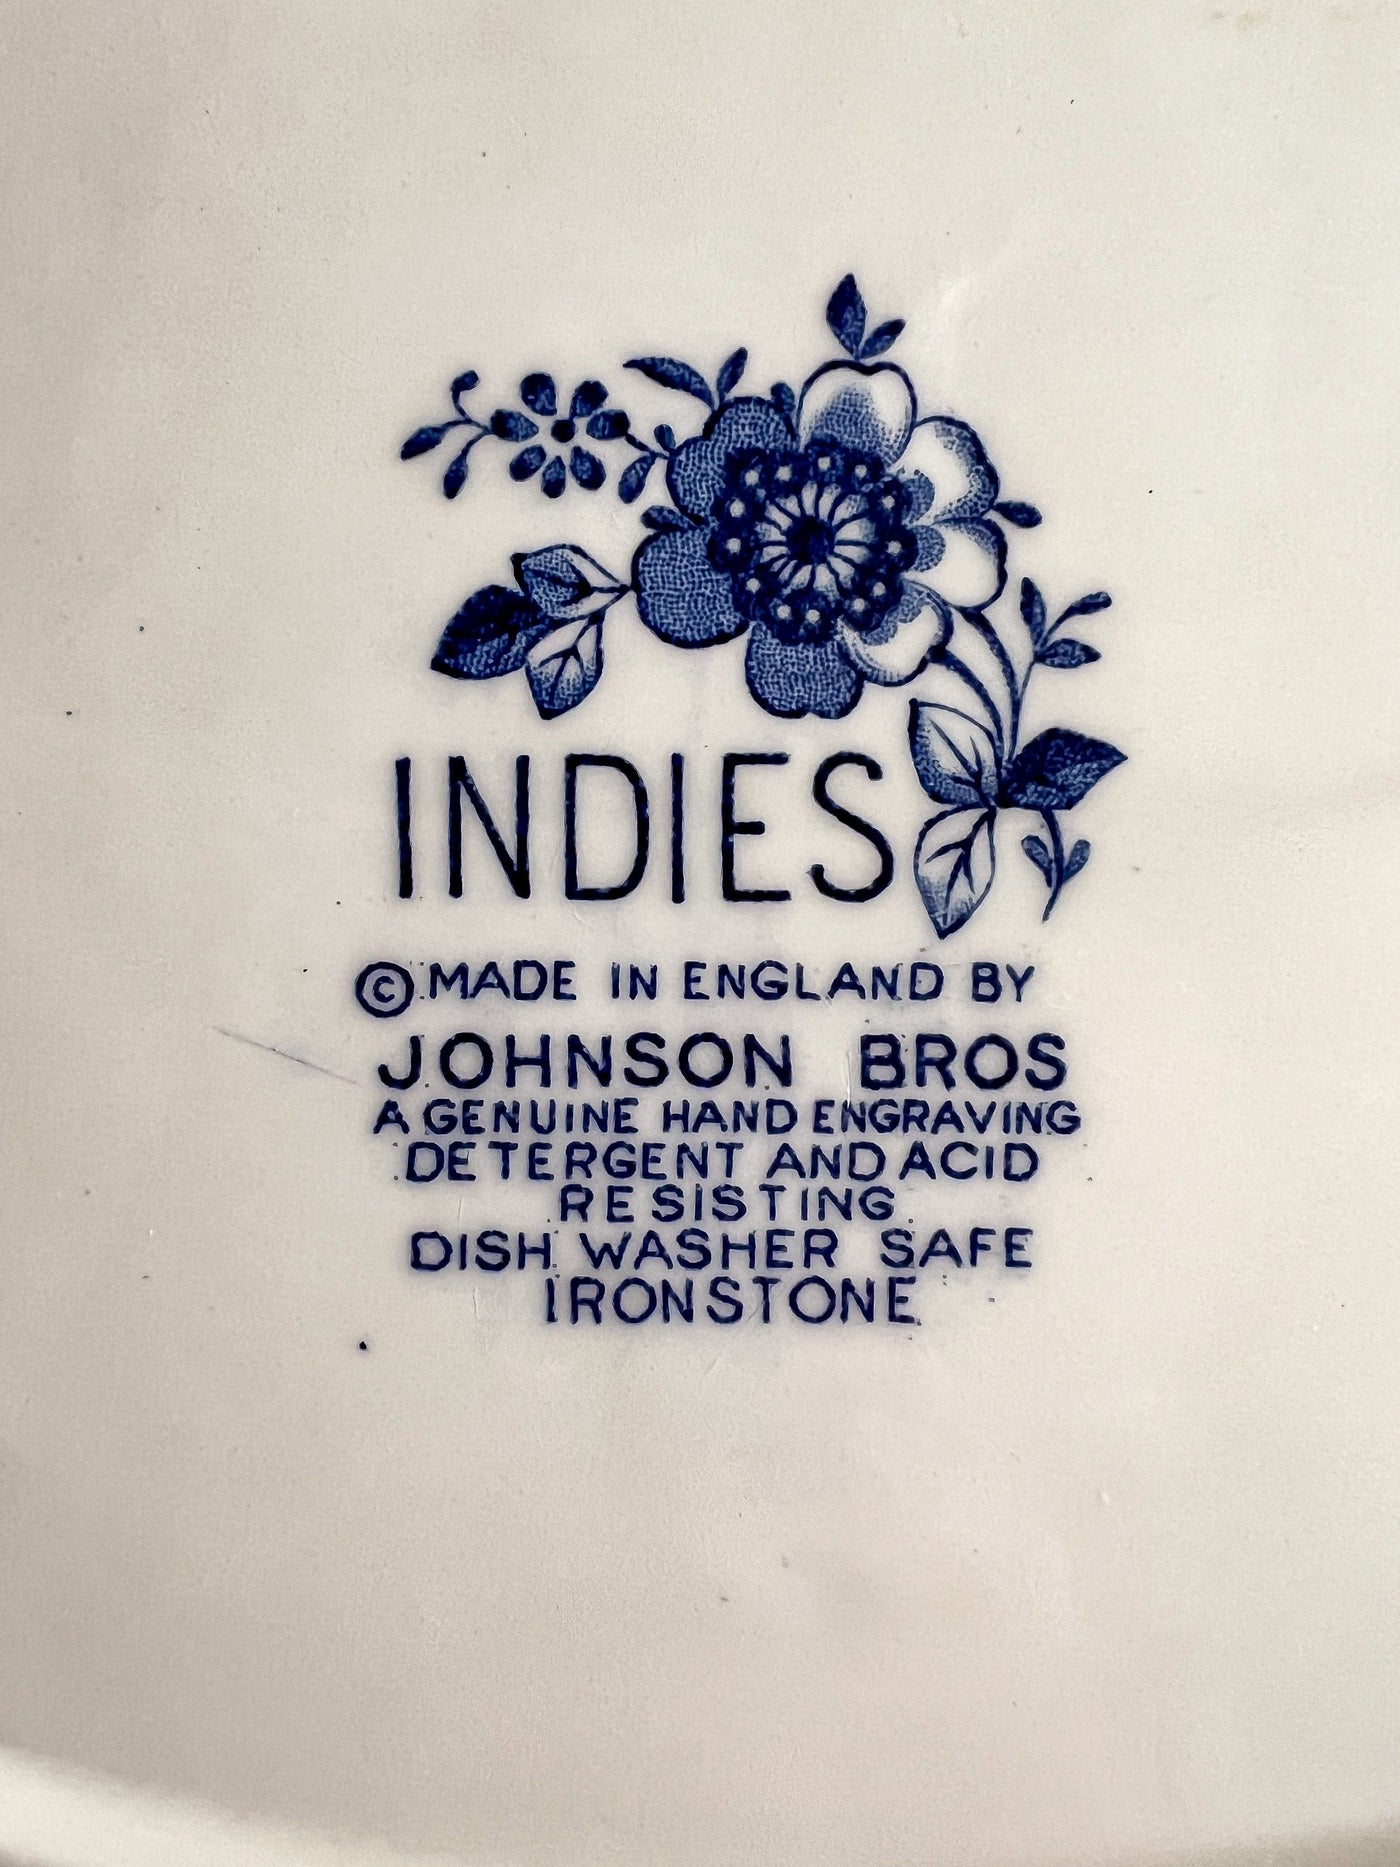 INDIES
©MADE IN ENGLAND BY
JOHNSON BROS
A GENUINE HAND ENGRAVING
DETERGENT AND ACID
RESISTING
DISH WASHER SAFE
IRONSTONE